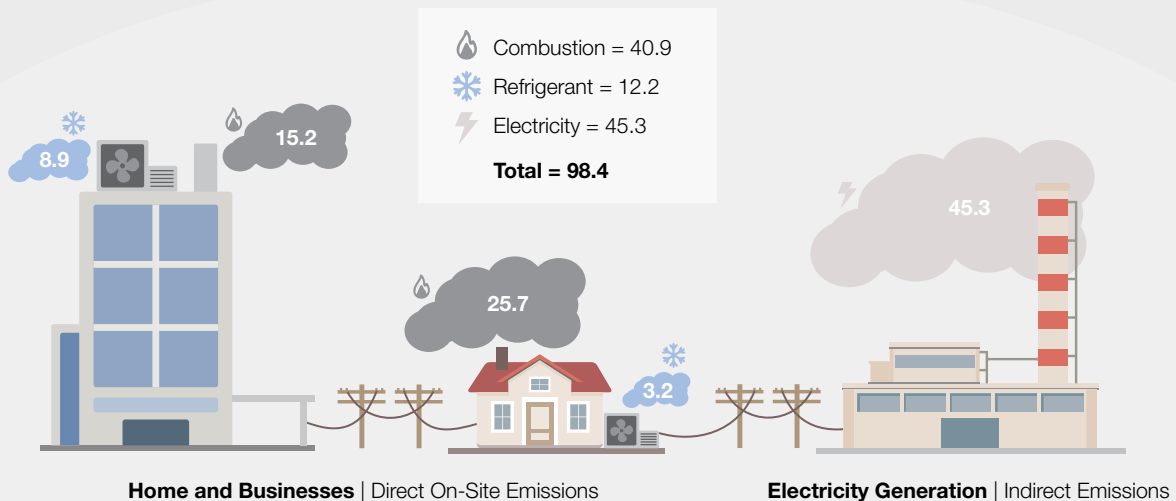 Combustion = 40.9
Refrigerant = 12.2
Electricity = 45.3
Total = 98.4
8.9
15.2
45.3
25.7
3.2
Home and Businesses | Direct On-Site Emissions
Electricity Generation | Indirect Emissions